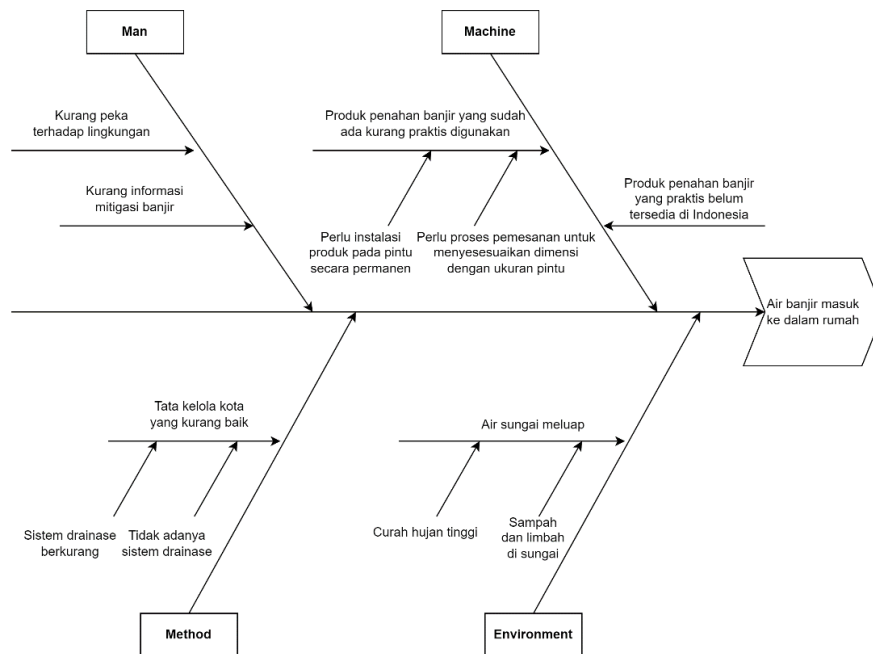 Man
Machine
Kurang peka
terhadap lingkungan
Produk penahan banjir yang sudah
ada kurang praktis digunakan
Kurang informasi
mitigasi banjir
Produk penahan banjir
yang praktis belum
tersedia di Indonesia
Perlu instalasi
produk pada pintu
secara permanen
Perlu proses pemesanan untuk
menyesesuaikan dimensi
dengan ukuran pintu
Air banjir masuk
ke dalam rumah
Tata kelola kota
yang kurang baik
Air sungai meluap
Sistem drainase
berkurang
Tidak adanya
sistem drainase
Curah hujan tinggi
Sampah
dan limbah
di sungai
Method
Environment